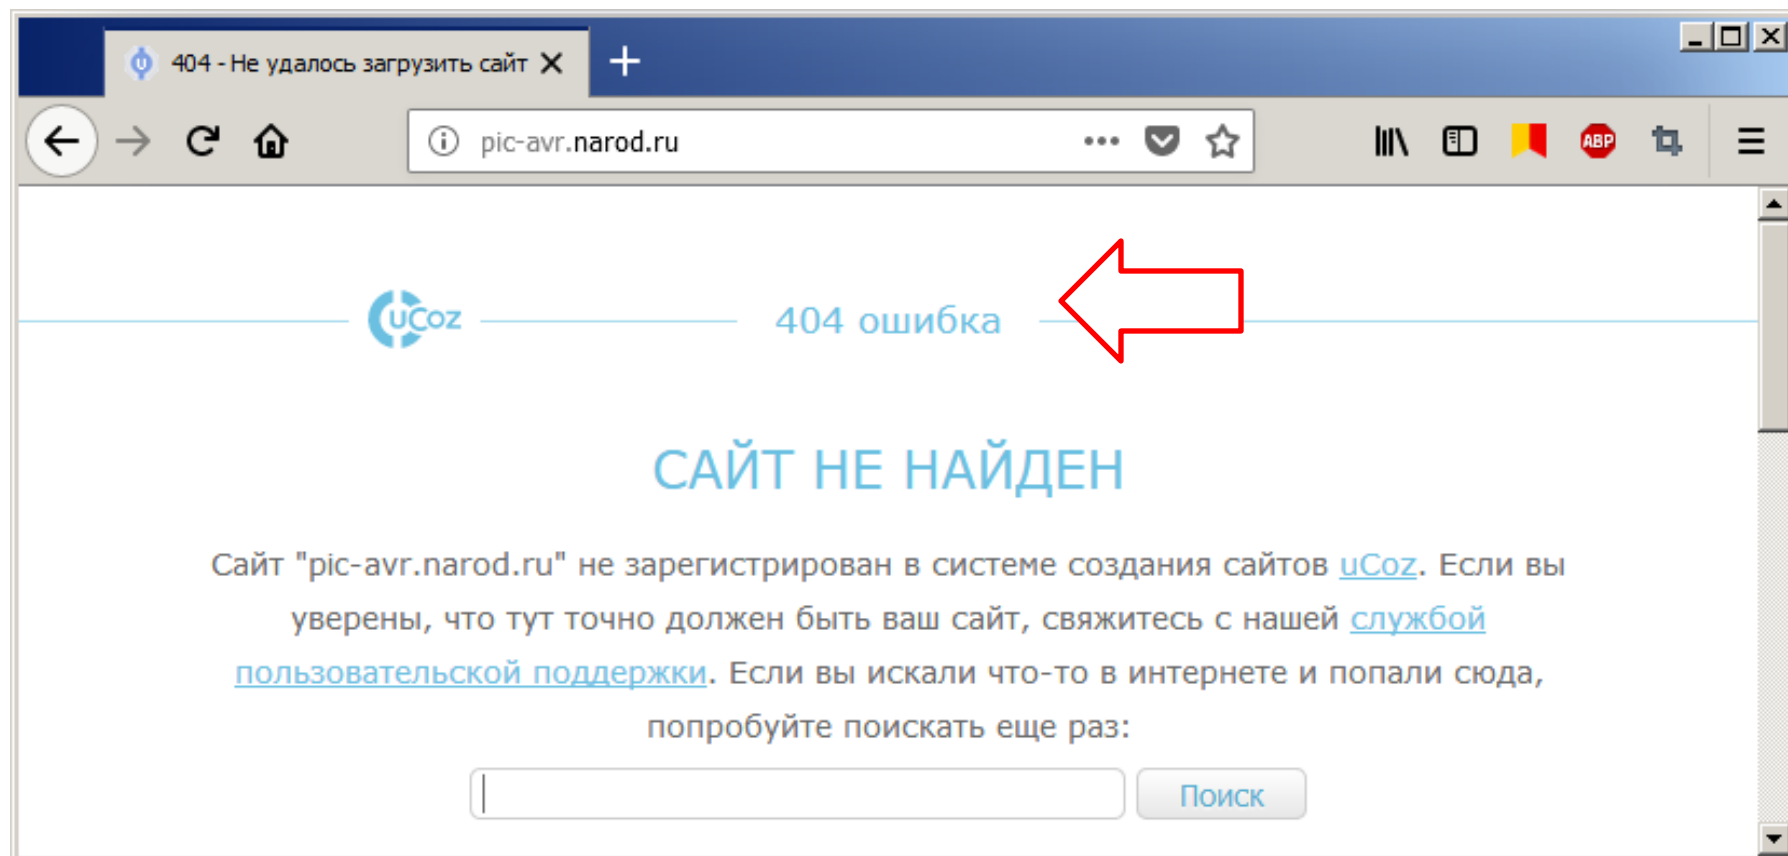 404 - Не удалось загрузить сайт
pic-avr.narod.ru
ABP
uCoz
404 ошибка
САЙТ НЕ НАЙДЕН
Сайт "pic-avr.narod.ru" не зарегистрирован в системе создания сайтов uCoz. Если вы
уверены, что тут точно должен быть ваш сайт, свяжитесь с нашей службой
пользовательской поддержки. Если вы искали что-то в интернете и попали сюда,
попробуйте поискать еще раз:
Поиск